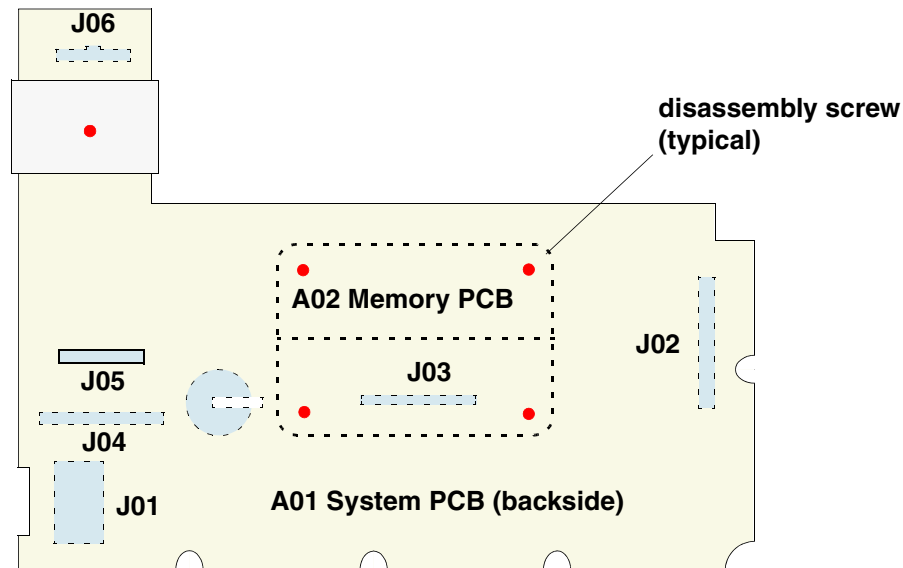 J06
disassembly screw
(typical)
A02 Memory PCB
J02
J03
J05
J04
J01
A01 System PCB (backside)